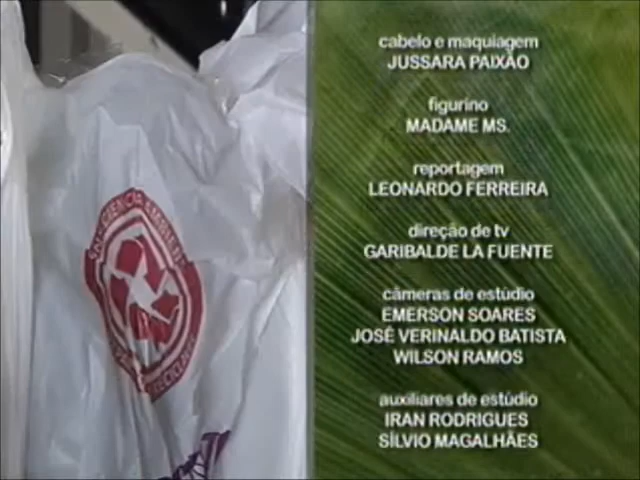 cabelo e maquiagem
JUSSARA PAIXÃO
figurino
MADAME MS.
reportagem
LEONARDO FERREIRA
direção de tv
GARIBALDE LA FUENTE
câmeras de estúdio
EMERSON SOARES
JOSÉ VERINALDO BATISTA
WILSON RAMOS
auxiliares de estúdio
IRAN RODRIGUES
SÍLVIO MAGALHÃES